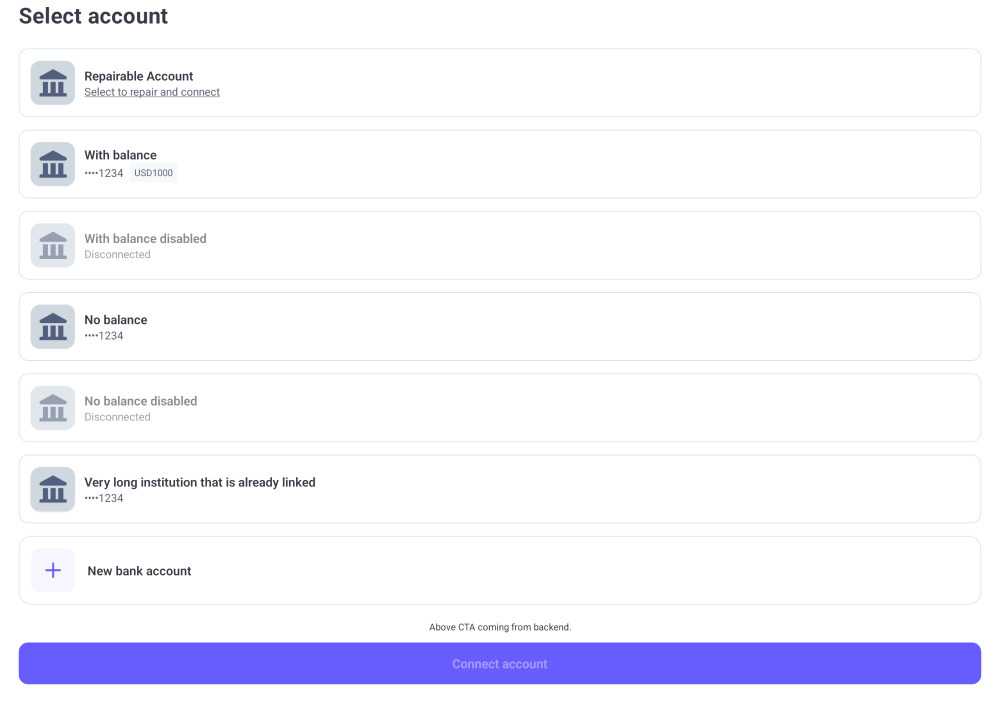 Select account
Repairable Account
Select to repair and connect
With balance
••••1234 USD1000
With balance disabled
Disconnected
No balance
••••1234
No balance disabled
Disconnected
Very long institution that is already linked
••••1234
New bank account
Above CTA coming from backend.
Connect account